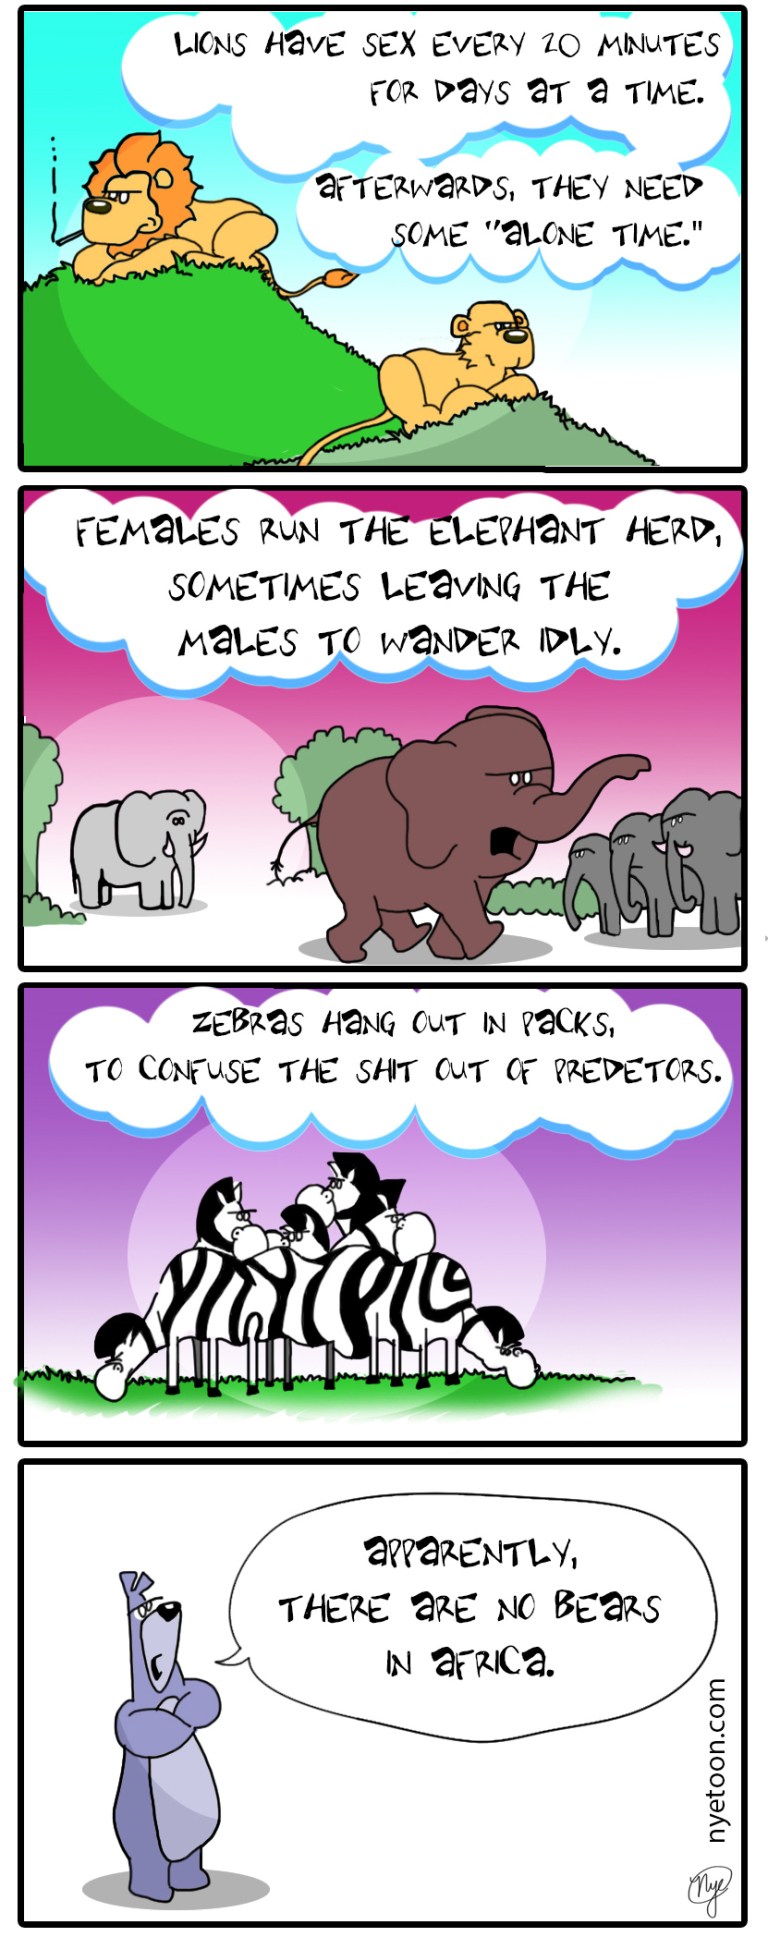 LIONS HAVE SEX EVERY 20 MINUTES
FOR DAYS AT A TIME.
AFTERWARDS, THEY NEED
SOME "ALONE TIME."
FEMALES RUN THE ELEPHANT HERD,
SOMETIMES LEAVING THE
MALES TO WANDER IDLY.
ZEBRAS HANG OUT IN PACKS,
TO CONFUSE THE SHIT OUT OF PREDETORS.
APPARENTLY,
THERE ARE NO BEARS
IN AFRICA.
nyetoon.com
Nye